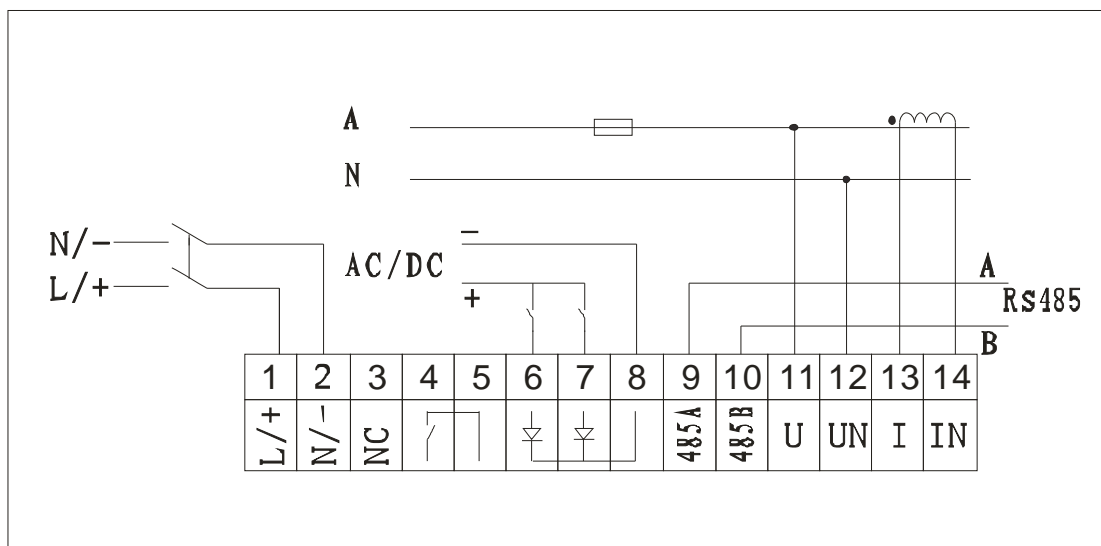 A
N
N/-
L/+
AC/DC
-
+
A
Rs485
B
1 2 3 4 5 6 7 8 9 10 11 12 13 14
L/+ N/- NC 485A 485B U UN I IN